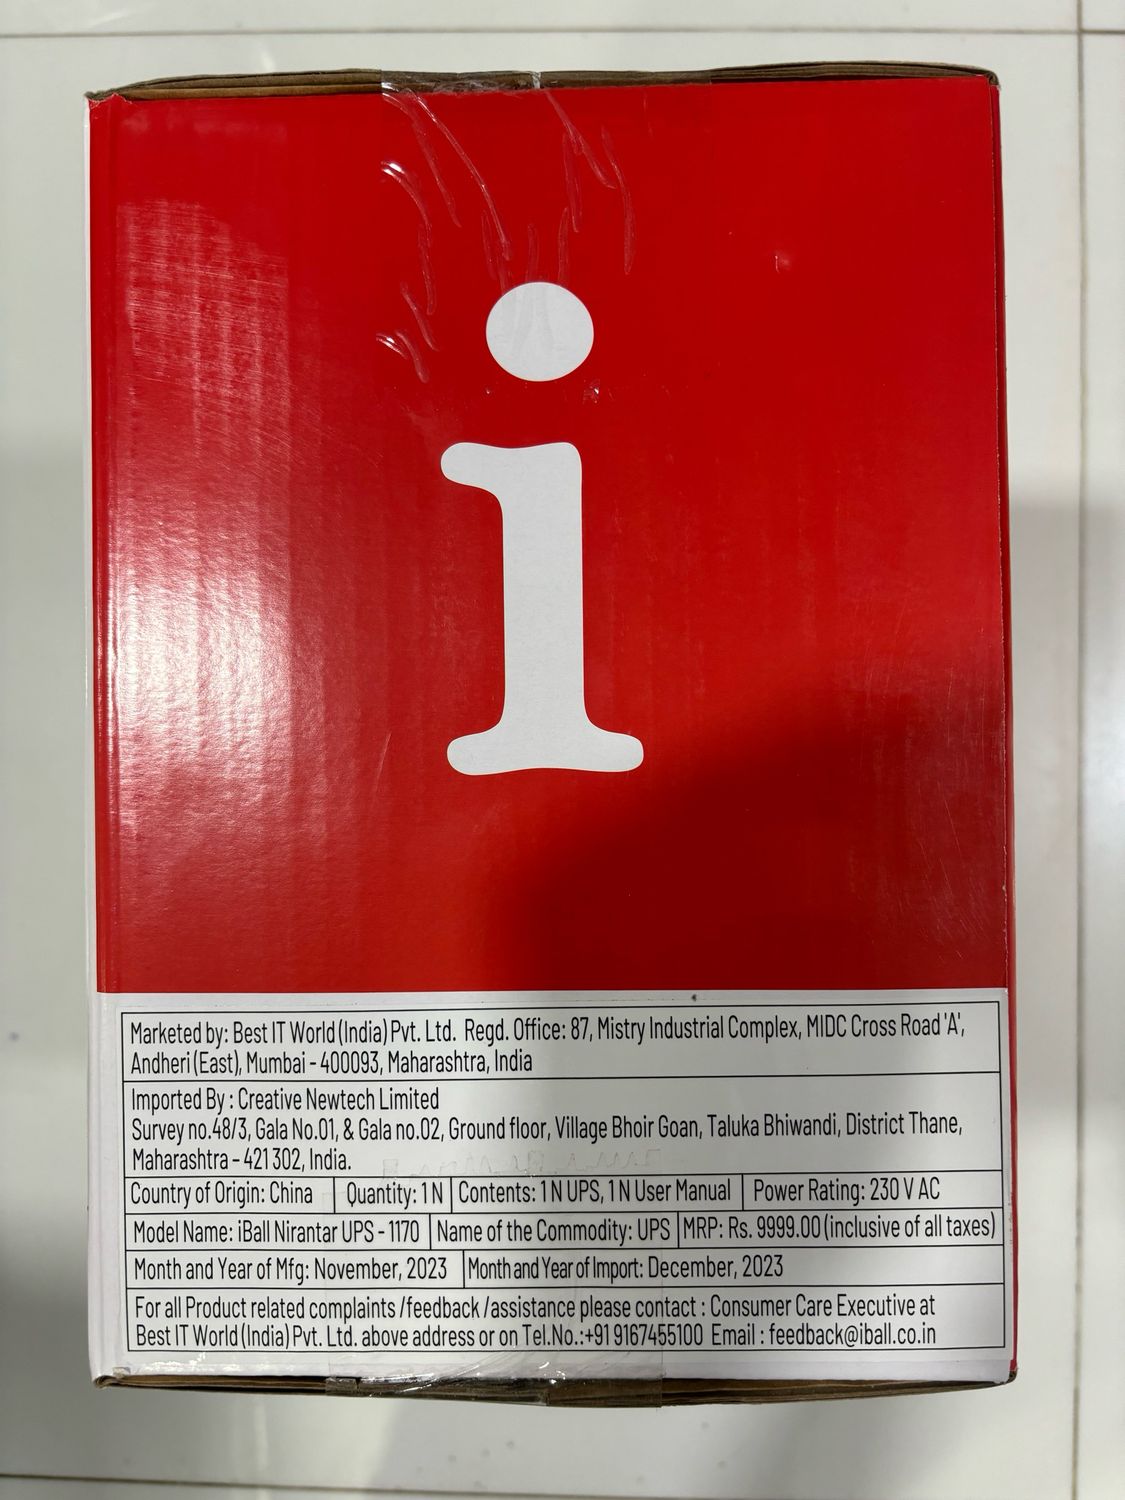 i
Marketed by: Best IT World (India) Pvt. Ltd. Regd. Office: 87, Mistry Industrial Complex, MIDC Cross Road 'A',
Andheri (East), Mumbai - 400093, Maharashtra, India
Imported By : Creative Newtech Limited
Survey no.48/3, Gala No.01, & Gala no.02, Ground floor, Village Bhoir Goan, Taluka Bhiwandi, District Thane,
Maharashtra - 421 302, India.
Country of Origin: China Quantity: 1 N Contents: 1 N UPS, 1 N User Manual Power Rating: 230 V AC
Model Name: iBall Nirantar UPS - 1170 Name of the Commodity: UPS MRP: Rs. 9999.00 (inclusive of all taxes)
Month and Year of Mfg: November, 2023 Month and Year of Import: December, 2023
For all Product related complaints /feedback /assistance please contact : Consumer Care Executive at
Best IT World (India) Pvt. Ltd. above address or on Tel.No.:+91 9167455100 Email : feedback@iball.co.in